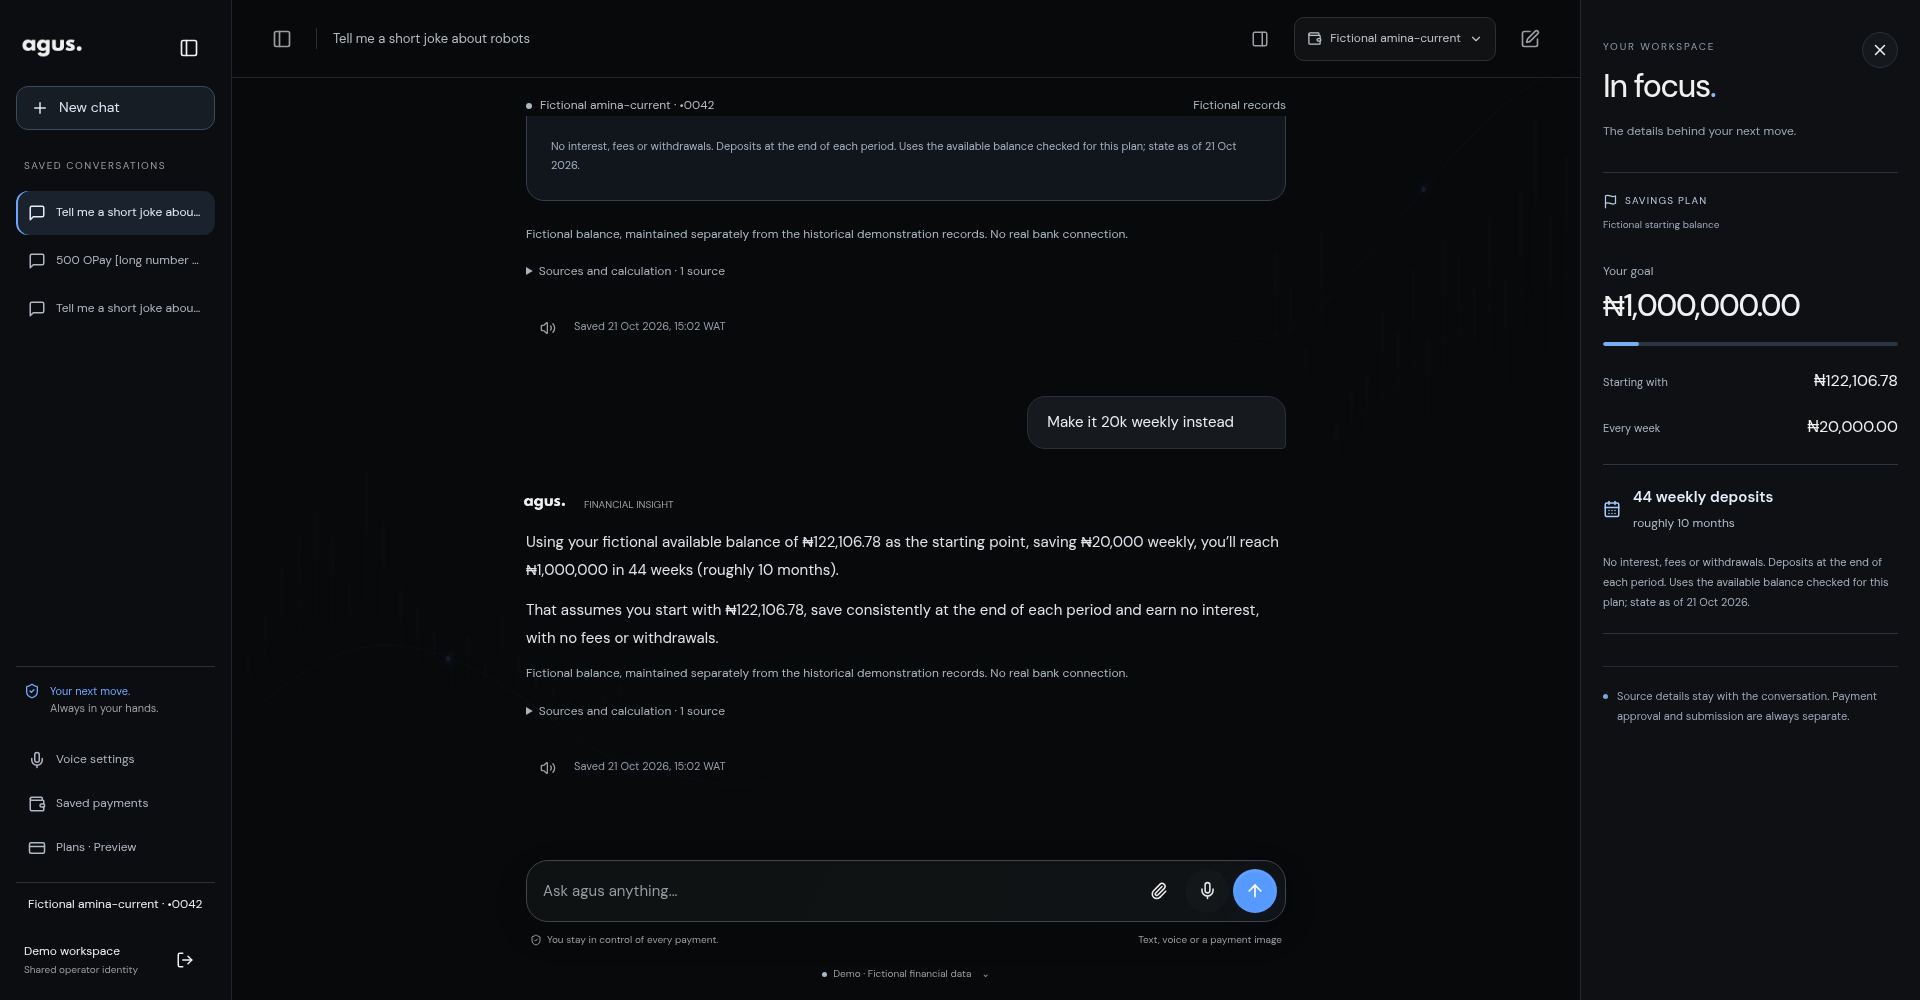 agus.
New chat
SAVED CONVERSATIONS
Tell me a short joke abou...
500 OPay [long number ...
Tell me a short joke abou...
Your next move.
Always in your hands.
Voice settings
Saved payments
Plans · Preview
Fictional amina-current · •0042
Demo workspace
Shared operator identity
Tell me a short joke about robots
Fictional amina-current
Fictional amina-current · •0042
Fictional records
No interest, fees or withdrawals. Deposits at the end of each period. Uses the available balance checked for this plan; state as of 21 Oct
2026.
Fictional balance, maintained separately from the historical demonstration records. No real bank connection.
Sources and calculation · 1 source
Saved 21 Oct 2026, 15:02 WAT
Make it 20k weekly instead
agus.
FINANCIAL INSIGHT
Using your fictional available balance of ₦122,106.78 as the starting point, saving ₦20,000 weekly, you’ll reach
₦1,000,000 in 44 weeks (roughly 10 months).
That assumes you start with ₦122,106.78, save consistently at the end of each period and earn no interest,
with no fees or withdrawals.
Fictional balance, maintained separately from the historical demonstration records. No real bank connection.
Sources and calculation · 1 source
Saved 21 Oct 2026, 15:02 WAT
Ask agus anything...
You stay in control of every payment.
Text, voice or a payment image
Demo · Fictional financial data
YOUR WORKSPACE
In focus.
The details behind your next move.
SAVINGS PLAN
Fictional starting balance
Your goal
₦1,000,000.00
Starting with
₦122,106.78
Every week
₦20,000.00
44 weekly deposits
roughly 10 months
No interest, fees or withdrawals. Deposits at the end of
each period. Uses the available balance checked for this
plan; state as of 21 Oct 2026.
Source details stay with the conversation. Payment
approval and submission are always separate.